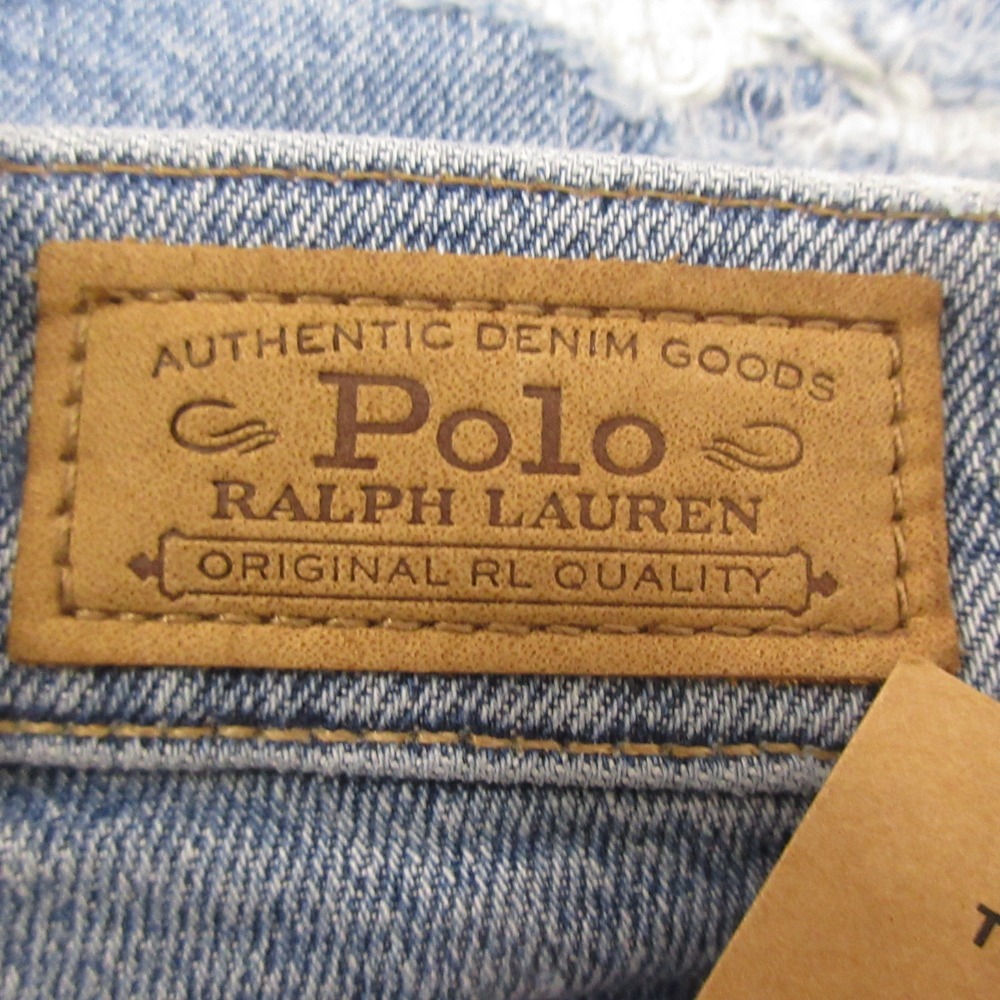 AUTHENTIC DENIM GOODS
Polo
RALPH LAUREN
ORIGINAL RL QUALITY
T